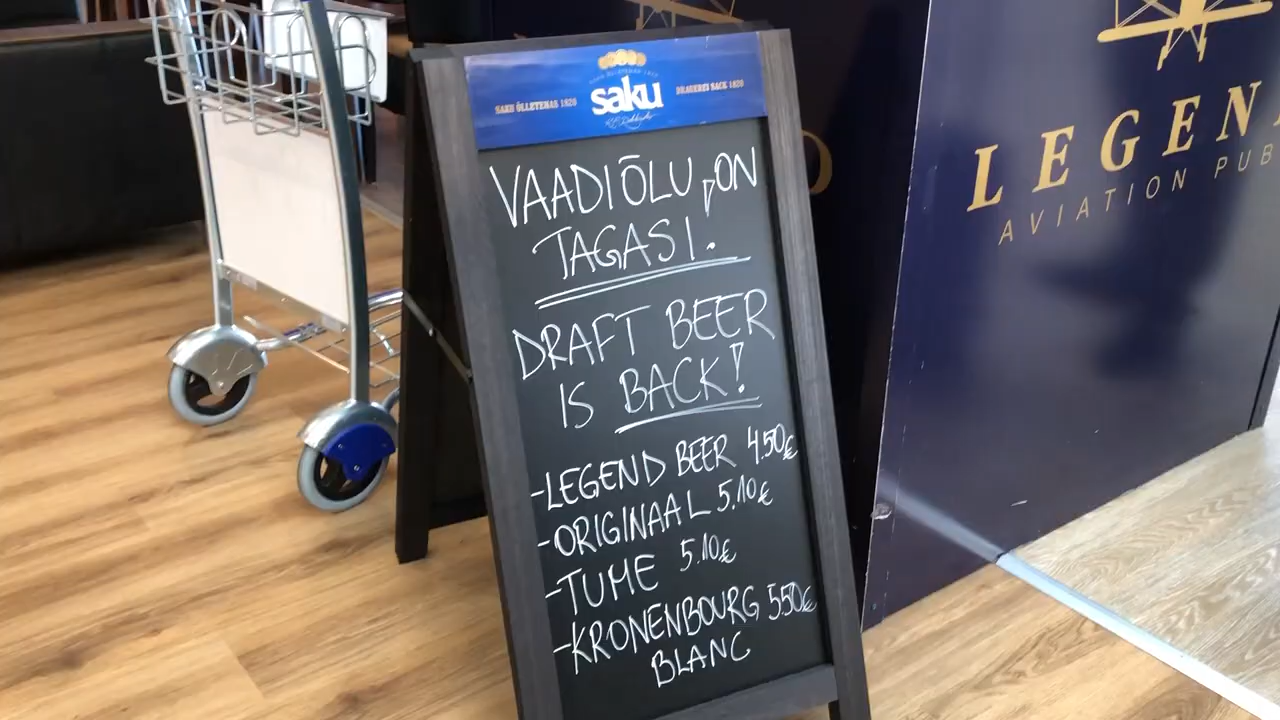 SAKU ÕLLETEHAS 1820
saku
BRAUEREI SACK 1820
VAADIÕLU ON
TAGASI!
DRAFT BEER
IS BACK!
-LEGEND BEER 4.50€
-ORIGINAAL 5.10€
-TUME 5.10€
-KRONENBOURG 5.50€
BLANC
LEGEN
AVIATION PUB